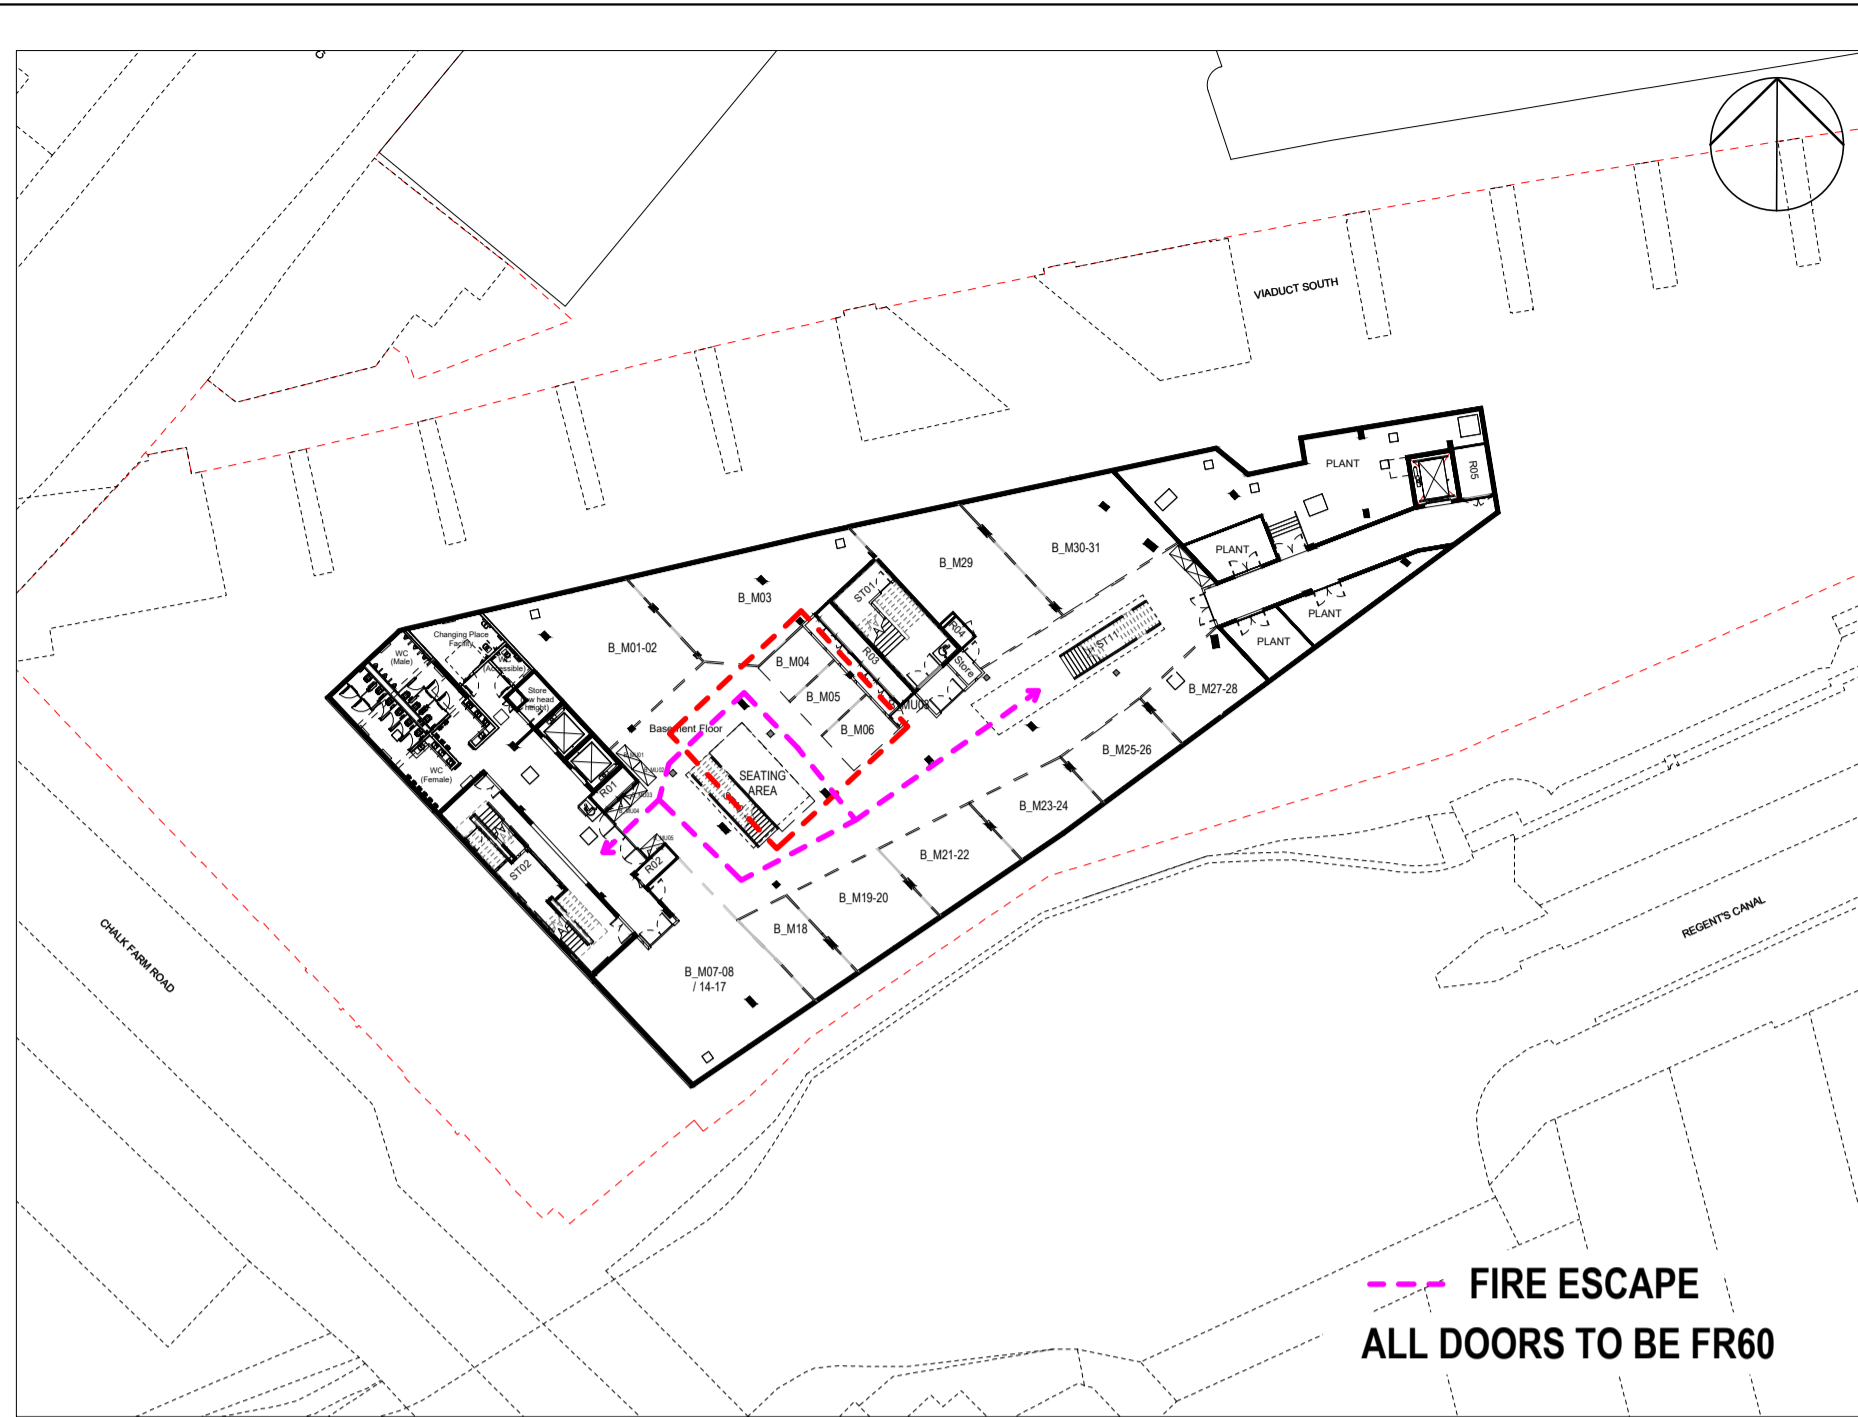 VIADUCT SOUTH
PLANT
R05
PLANT
B_M30-31
B_M29
ST01
B_M03
PLANT
PLANT
R04
ST11
Store
R03
B_M01-02
Changing Place
Facility
WC
(Male)
WC
(Accessible)
Store
B_M04
B_M05
B_M06
B_M27-28
B_M25-26
B_M23-24
Basement Floor
SEATING
AREA
WC
(Female)
R01
R02
ST02
B_M21-22
B_M19-20
B_M18
B_M07-08
/ 14-17
CHALK FARM ROAD
REGENT'S CANAL
FIRE ESCAPE
ALL DOORS TO BE FR60